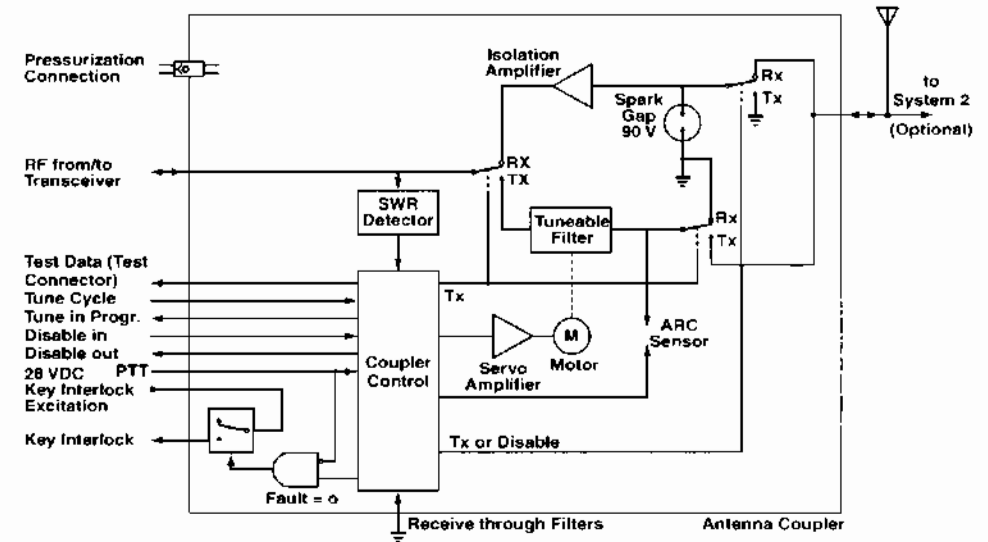 Pressurization
Connection
Isolation
Amplifier
Spark
Gap
90 V
Rx
Tx
to
System 2
(Optional)
RF from/to
Transceiver
RX
TX
SWR
Detector
Tuneable
Filter
Rx
Tx
Test Data (Test
Connector)
Tune Cycle
Tune in Progr.
Disable in
Disable out
28 VDC PTT
Key Interlock
Excitation
Key Interlock
Tx
Coupler
Control
Servo
Amplifier
M
Motor
ARC
Sensor
Tx or Disable
Fault = o
Receive through Filters
Antenna Coupler